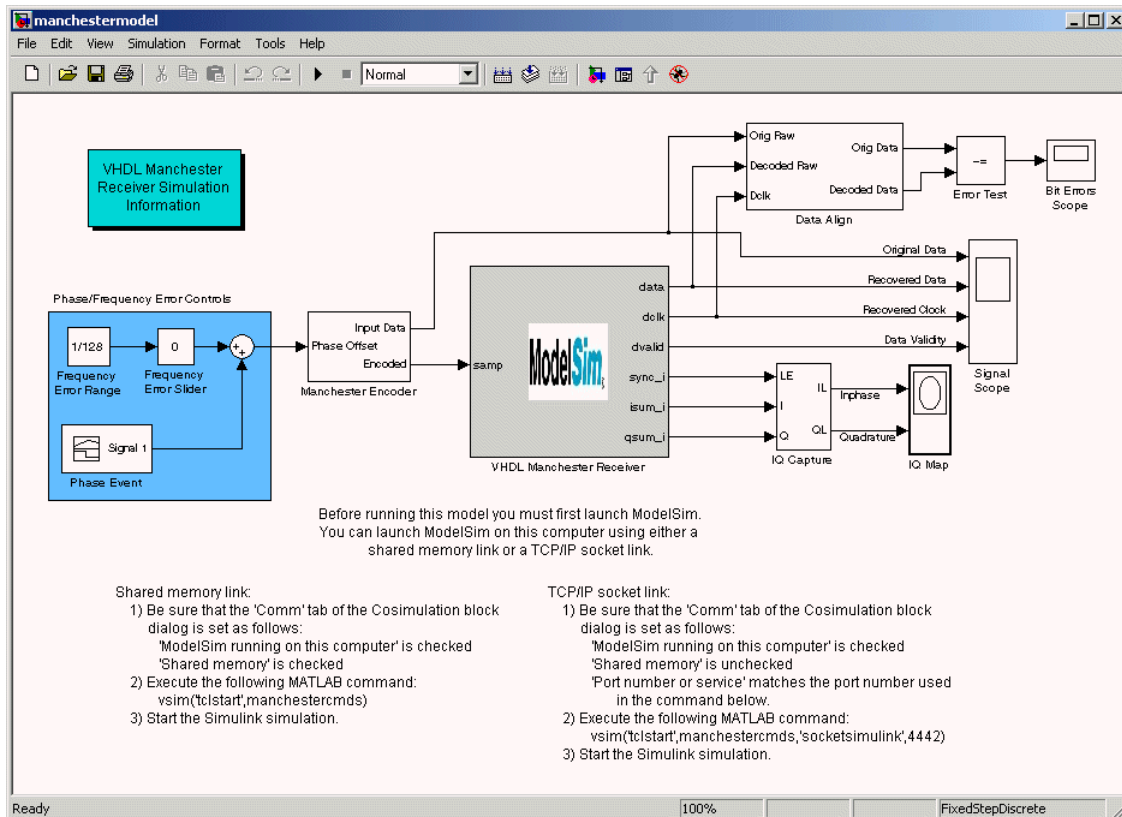 manchestermodel
File Edit View Simulation Format Tools Help
Normal
VHDL Manchester
Receiver Simulation
Information
Orig Raw
Decoded Raw
Dclk
Orig Data
Decoded Data
Data Align
~=
Error Test
Bit Errors
Scope
Original Data
Recovered Data
Recovered Clock
Data Validity
Signal
Scope
Phase/Frequency Error Controls
1/128
Frequency
Error Range
0
Frequency
Error Slider
Signal 1
Phase Event
Input Data
Phase Offset
Encoded
Manchester Encoder
samp
ModelSim
data
dclk
dvalid
sync_i
isum_i
qsum_i
VHDL Manchester Receiver
LE
I
Q
IL
QL
IQ Capture
Inphase
Quadrature
IQ Map
Before running this model you must first launch ModelSim.
You can launch ModelSim on this computer using either a
shared memory link or a TCP/IP socket link.
Shared memory link:
1) Be sure that the 'Comm' tab of the Cosimulation block
dialog is set as follows:
'ModelSim running on this computer' is checked
'Shared memory' is checked
2) Execute the following MATLAB command:
vsim('tclstart',manchestercmds)
3) Start the Simulink simulation.
TCP/IP socket link:
1) Be sure that the 'Comm' tab of the Cosimulation block
dialog is set as follows:
'ModelSim running on this computer' is checked
'Shared memory' is unchecked
'Port number or service' matches the port number used
in the command below.
2) Execute the following MATLAB command:
vsim('tclstart',manchestercmds,'socketsimulink',4442)
3) Start the Simulink simulation.
Ready
100%
FixedStepDiscrete